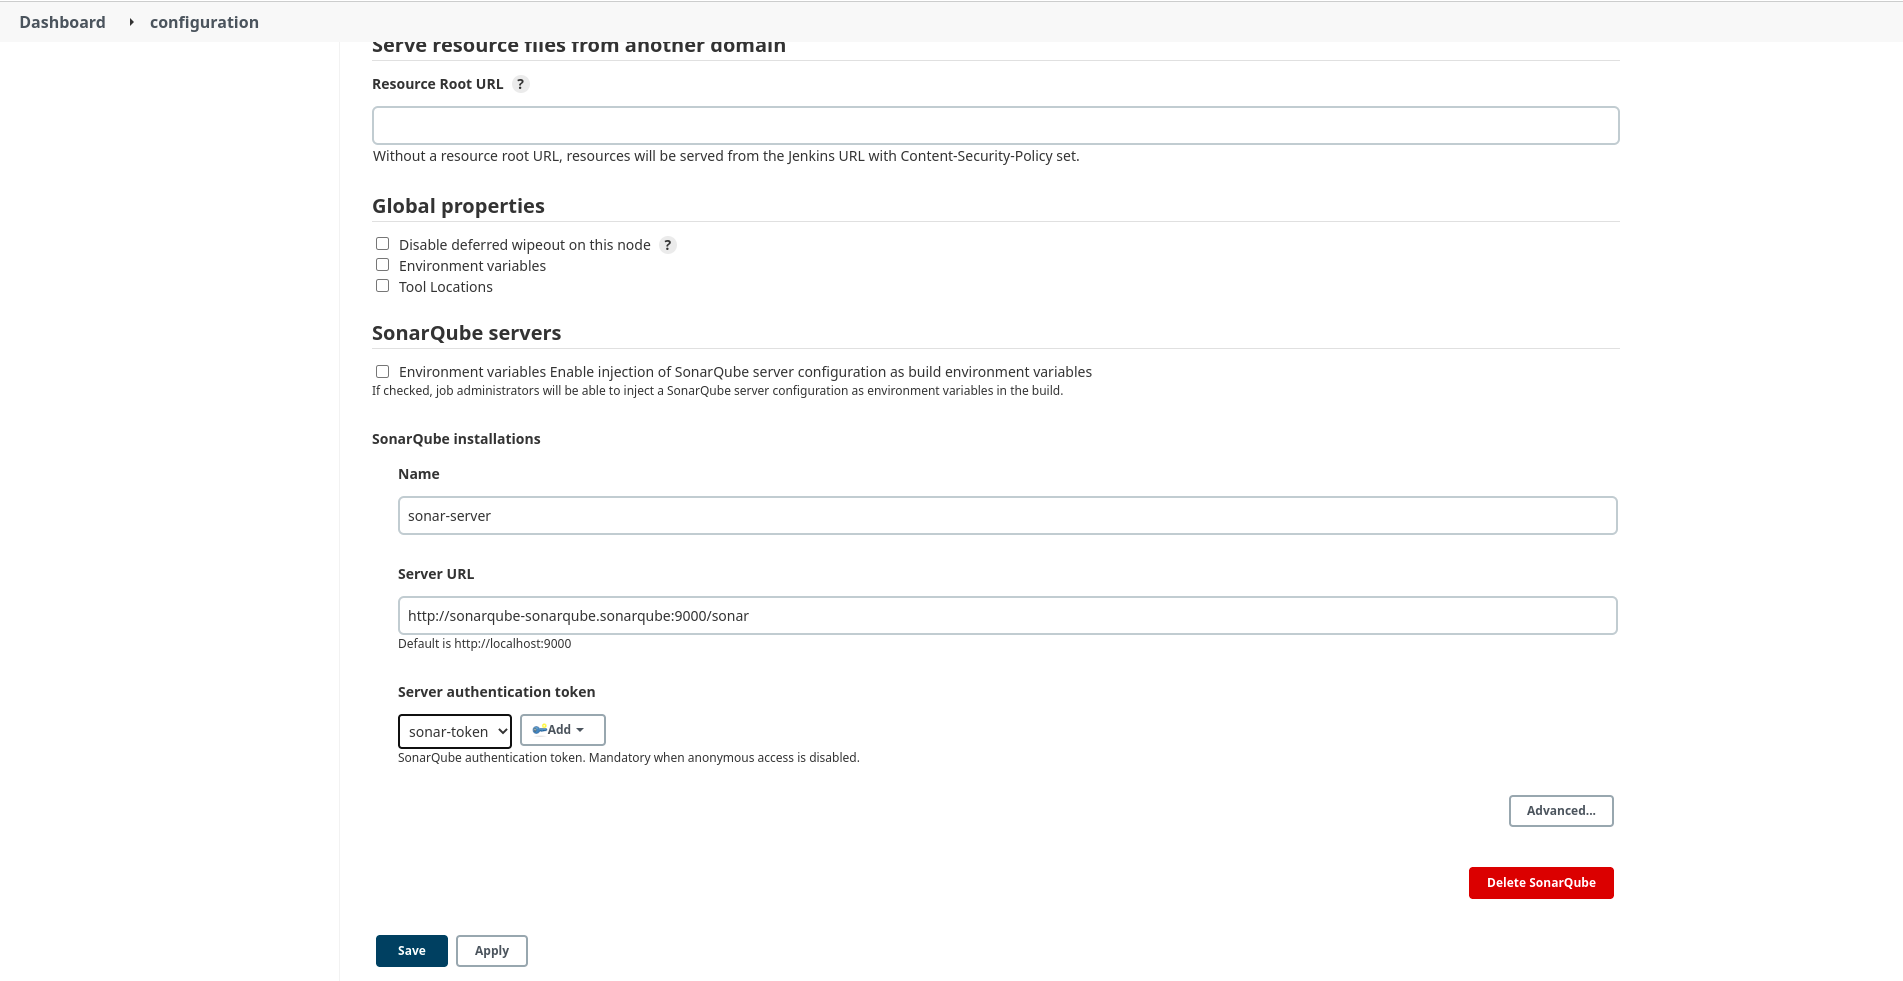 Dashboard configuration
Serve resource files from another domain
Resource Root URL ?
Without a resource root URL, resources will be served from the Jenkins URL with Content-Security-Policy set.
Global properties
Disable deferred wipeout on this node ?
Environment variables
Tool Locations
SonarQube servers
Environment variables Enable injection of SonarQube server configuration as build environment variables
If checked, job administrators will be able to inject a SonarQube server configuration as environment variables in the build.
SonarQube installations
Name
sonar-server
Server URL
http://sonarqube-sonarqube.sonarqube:9000/sonar
Default is http://localhost:9000
Server authentication token
sonar-token Add
SonarQube authentication token. Mandatory when anonymous access is disabled.
Advanced...
Delete SonarQube
Save Apply